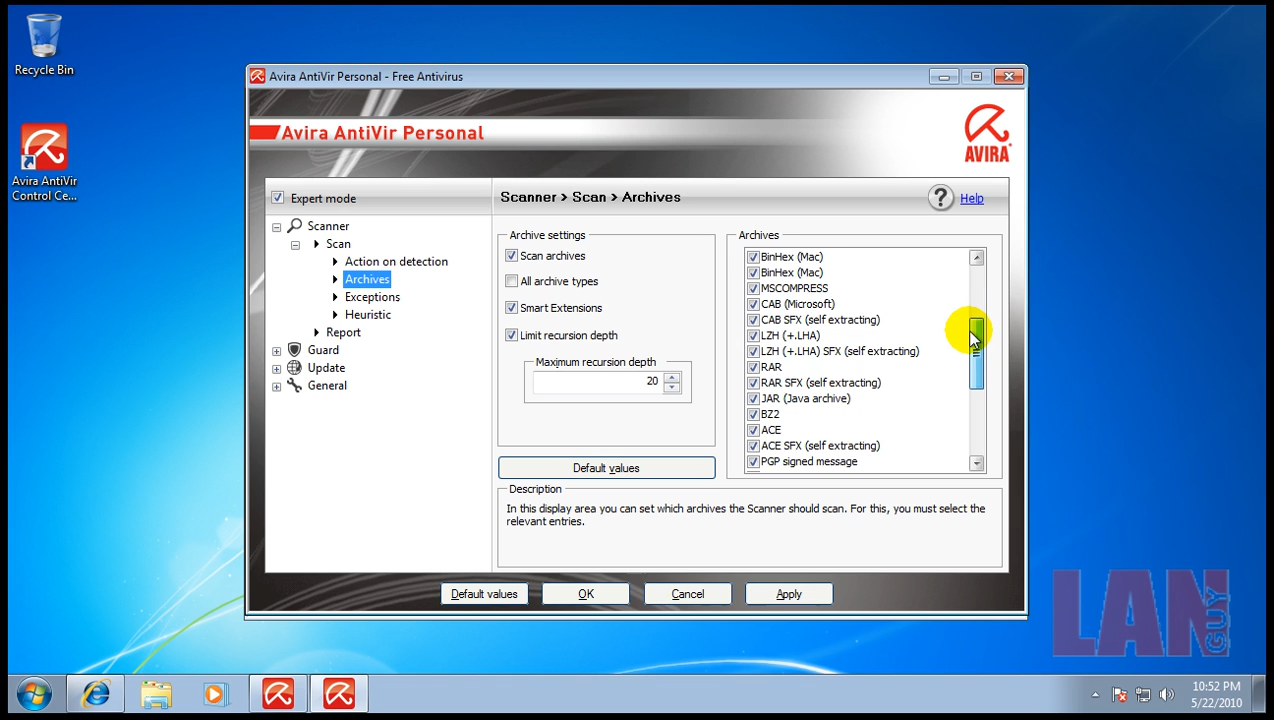 Recycle Bin
Avira AntiVir
Control Ce...
Avira AntiVir Personal - Free Antivirus
Avira AntiVir Personal
AVIRA
Expert mode
Scanner
Scan
Action on detection
Archives
Exceptions
Heuristic
Report
Guard
Update
General
Scanner > Scan > Archives
? Help
Archive settings
Scan archives
All archive types
Smart Extensions
Limit recursion depth
Maximum recursion depth
20
Default values
Archives
BinHex (Mac)
BinHex (Mac)
MSCOMPRESS
CAB (Microsoft)
CAB SFX (self extracting)
LZH (+.LHA)
LZH (+.LHA) SFX (self extracting)
RAR
RAR SFX (self extracting)
JAR (Java archive)
BZ2
ACE
ACE SFX (self extracting)
PGP signed message
Description
In this display area you can set which archives the Scanner should scan. For this, you must select the
relevant entries.
Default values
OK
Cancel
Apply
LAN GUY
10:52 PM
5/22/2010